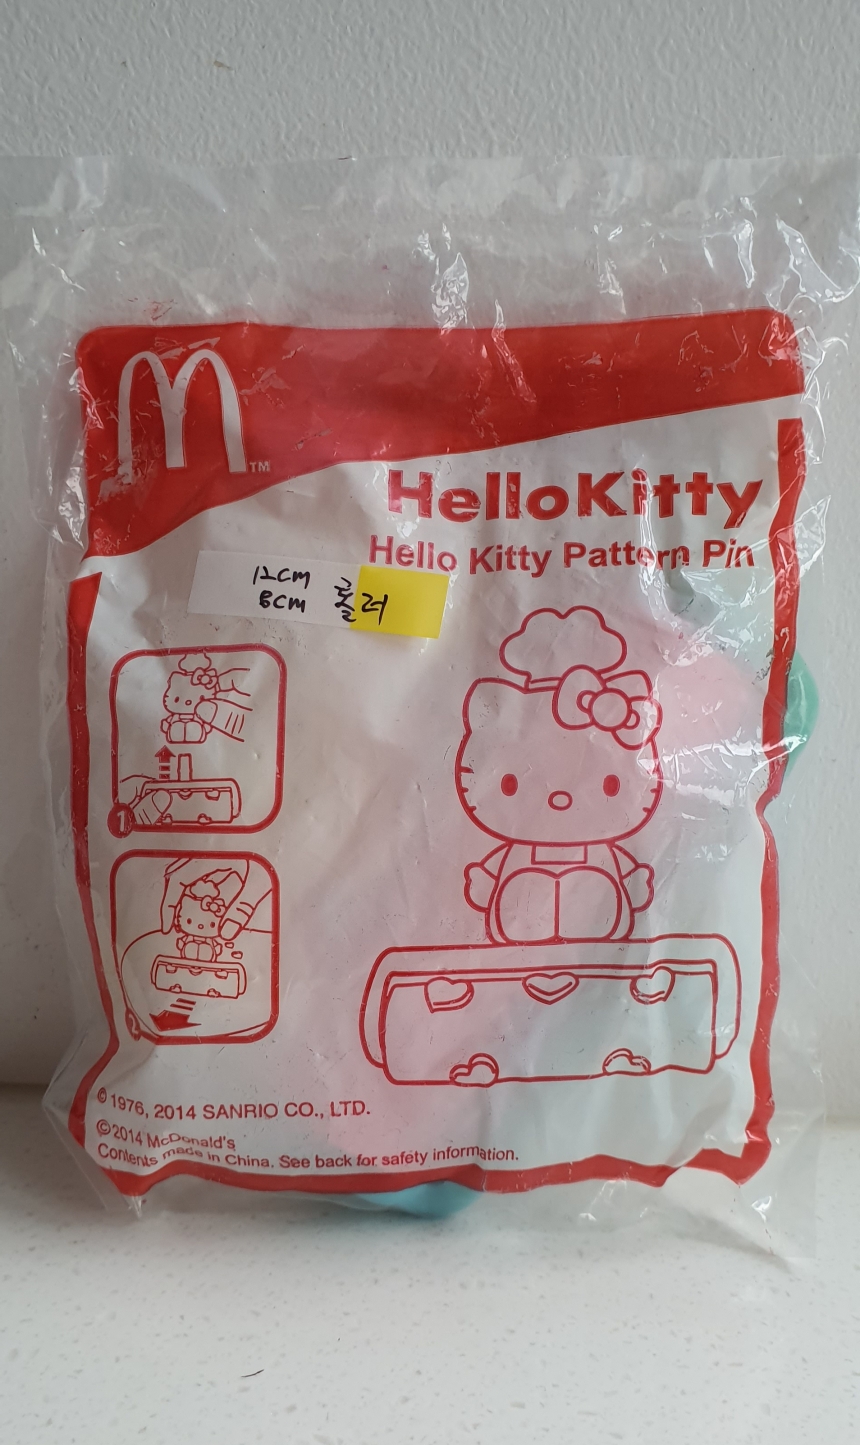 M™
HelloKitty
Hello Kitty Pattern Pin
12cm
8cm 롤러
1
2
© 1976, 2014 SANRIO CO., LTD.
© 2014 McDonald's
Contents made in China. See back for safety information.